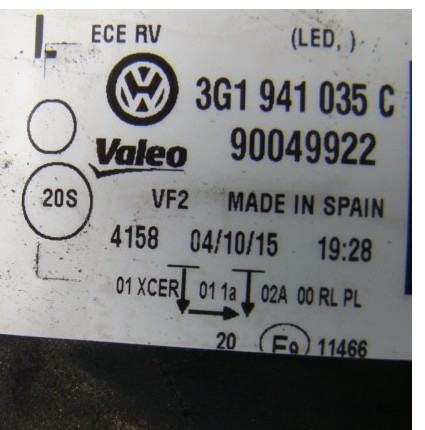 ECE RV (LED, )
3G1 941 035 C
Valeo 90049922
20S VF2 MADE IN SPAIN
4158 04/10/15 19:28
01 XCER 01 1a 02A 00 RL PL
20 E9 11466